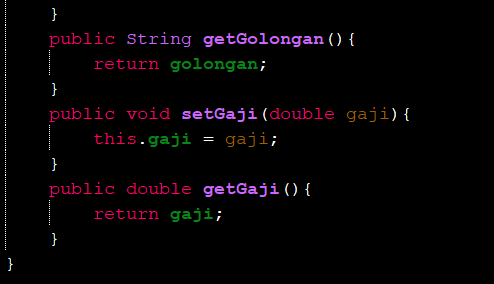 }
public String getGolongan(){
return golongan;
}
public void setGaji(double gaji){
this.gaji = gaji;
}
public double getGaji(){
return gaji;
}
}